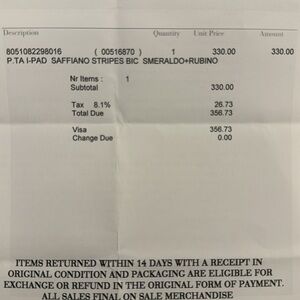 Description Quantity Unit Price Amount
8051082298016 ( 00516870 ) 1 330.00 330.00
P.TA I-PAD SAFFIANO STRIPES BIC SMERALDO+RUBINO
Nr Items : 1
Subtotal 330.00
Tax 8.1% 26.73
Total Due 356.73
Visa 356.73
Change Due 0.00
ITEMS RETURNED WITHIN 14 DAYS WITH A RECEIPT IN
ORIGINAL CONDITION AND PACKAGING ARE ELIGIBLE FOR
EXCHANGE OR REFUND IN THE ORIGINAL FORM OF PAYMENT.
ALL SALES FINAL ON SALE MERCHANDISE